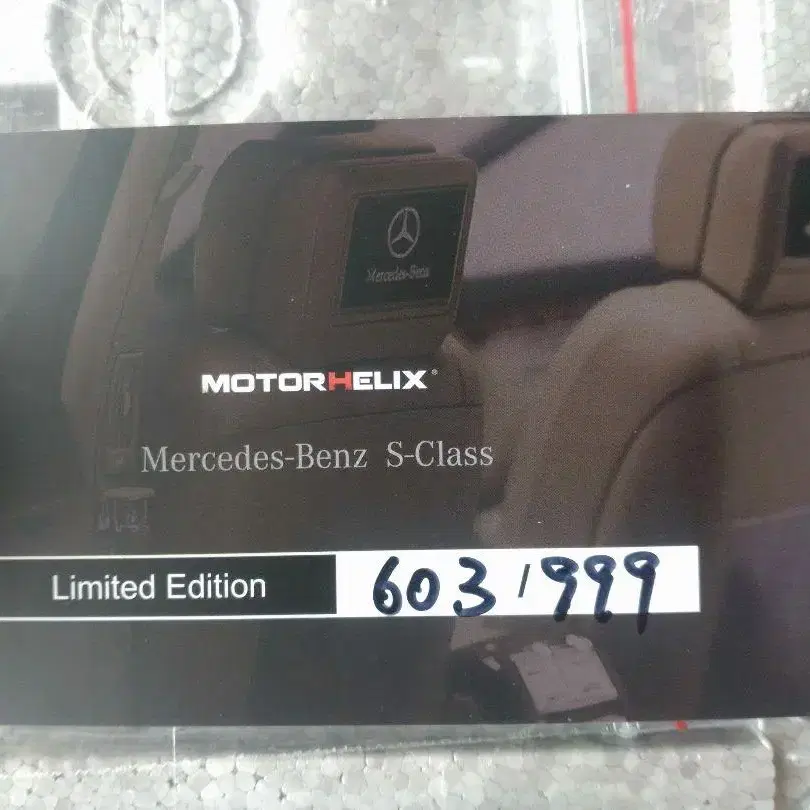 Mercedes-Benz
MOTORHELIX®
Mercedes-Benz S-Class
Limited Edition 603/999